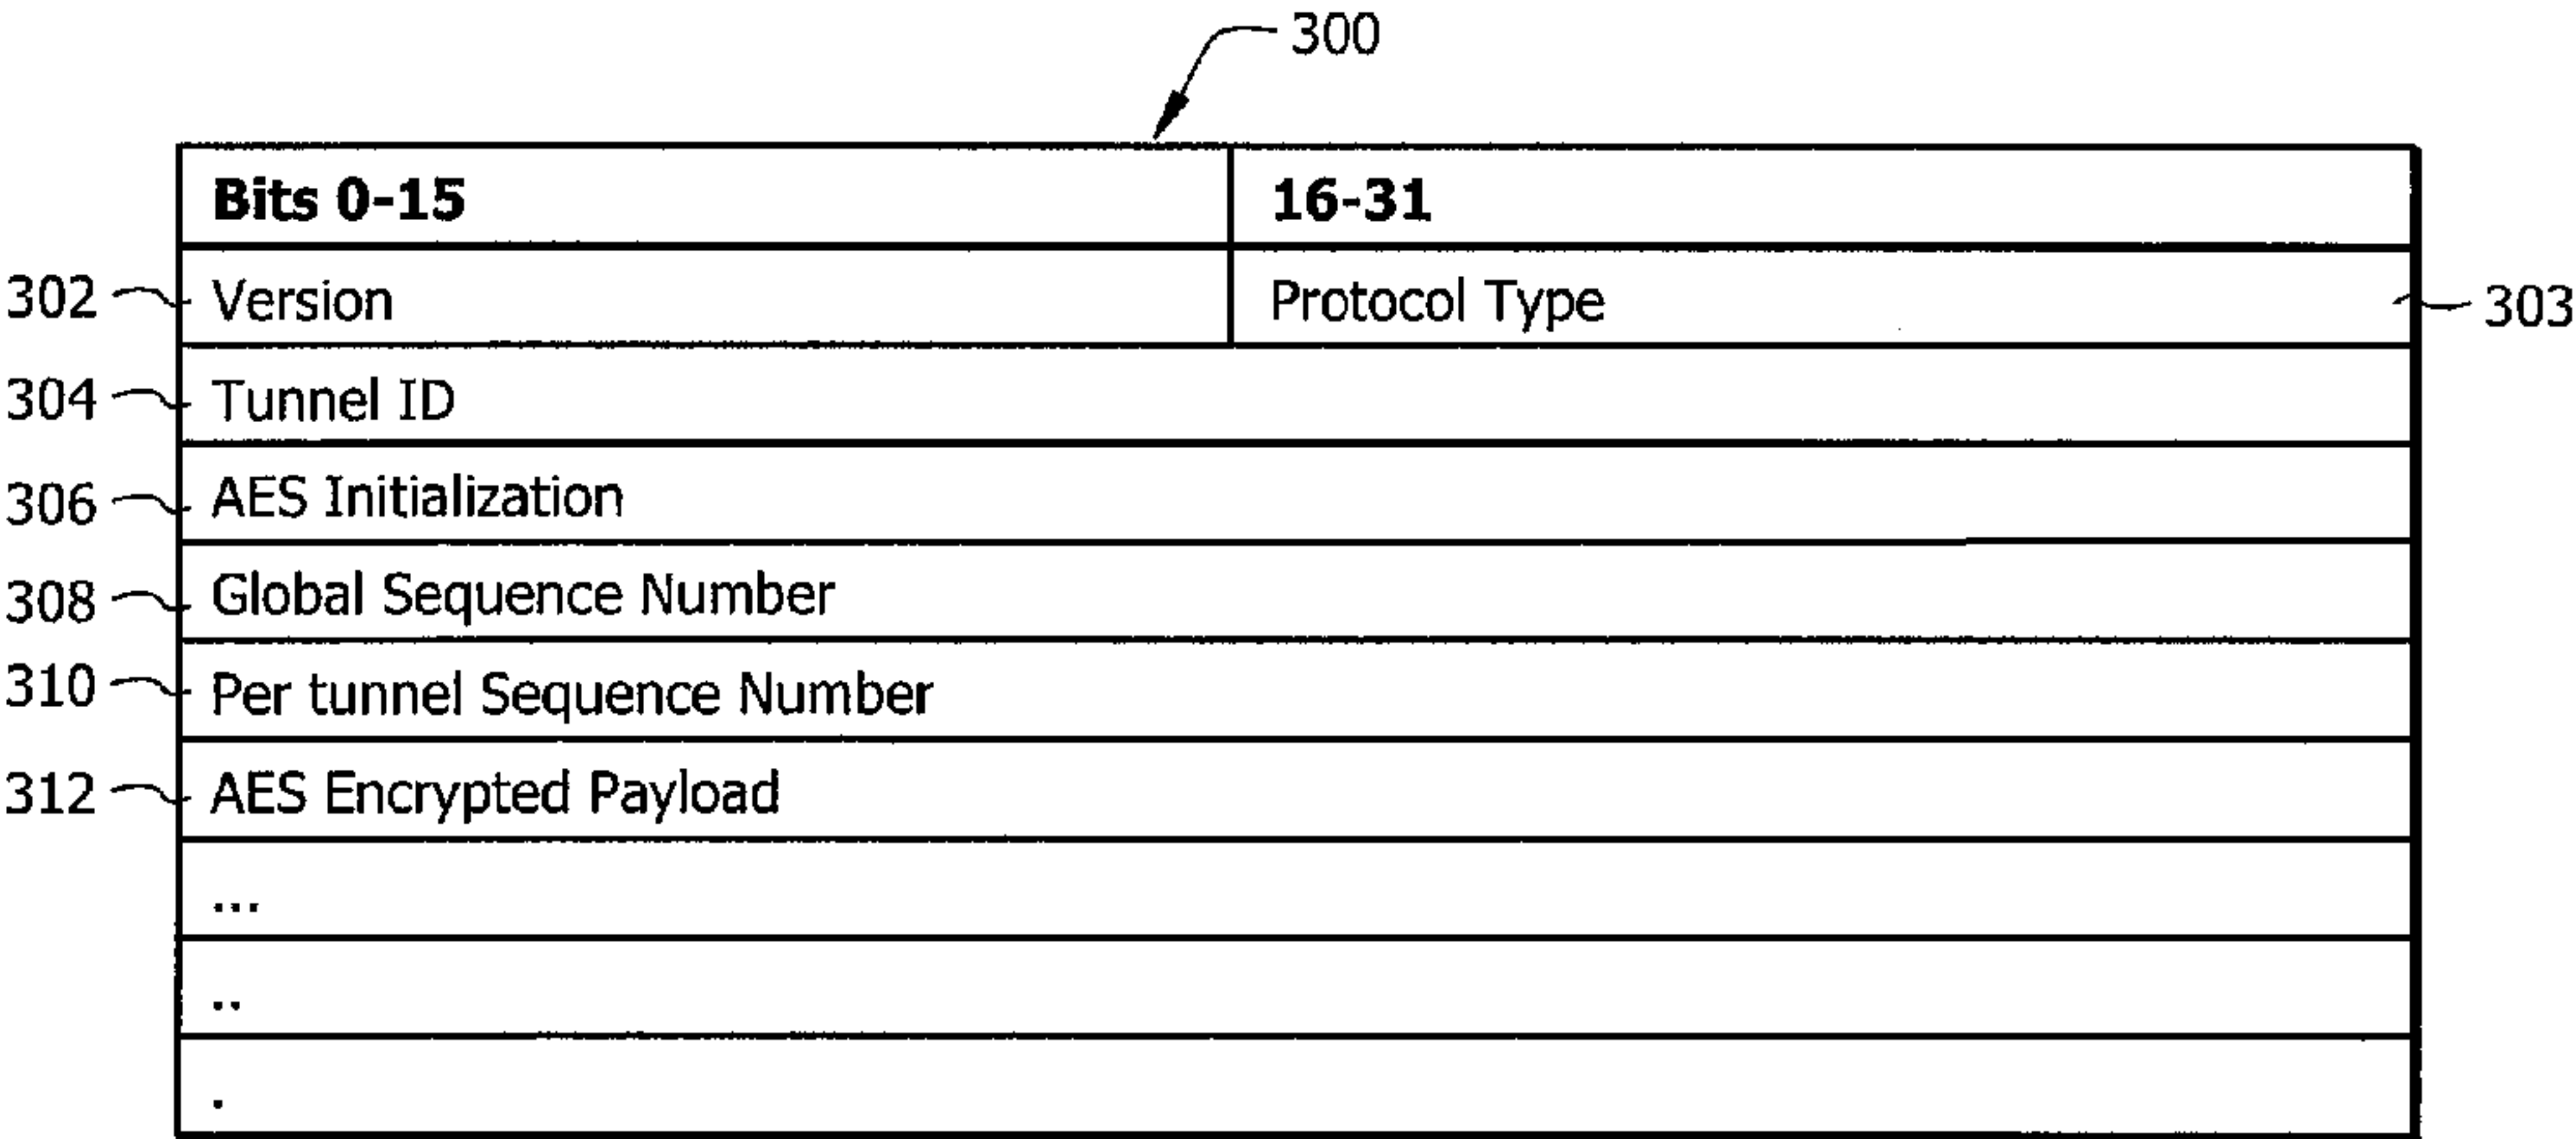 300
Bits 0-15 16-31
302 Version Protocol Type 303
304 Tunnel ID
306 AES Initialization
308 Global Sequence Number
310 Per tunnel Sequence Number
312 AES Encrypted Payload
...
..
.